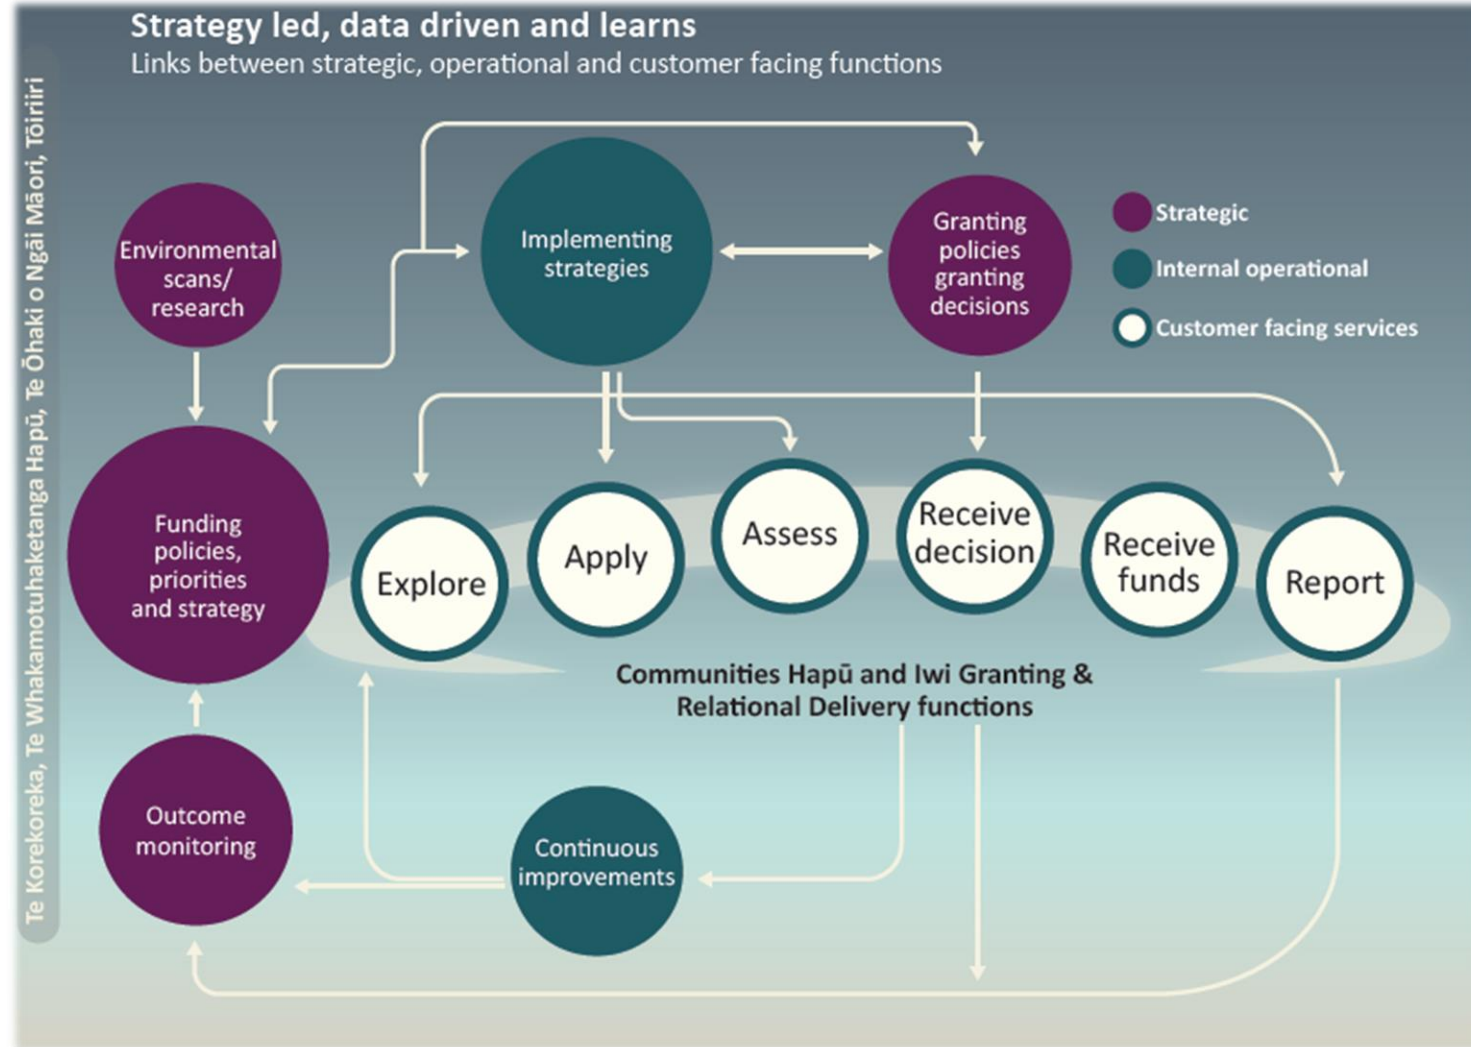 Strategy led, data driven and learns
Links between strategic, operational and customer facing functions
Te Korekoreka, Te Whakamotuhaketanga Hapū, Te Ōhaki o Ngāi Māori, Tōiriiri
Environmental
scans/
research
Implementing
strategies
Granting
policies
granting
decisions
Strategic
Internal operational
Customer facing services
Funding
policies,
priorities
and strategy
Explore
Apply
Assess
Receive
decision
Receive
funds
Report
Communities Hapū and Iwi Granting &
Relational Delivery functions
Outcome
monitoring
Continuous
improvements